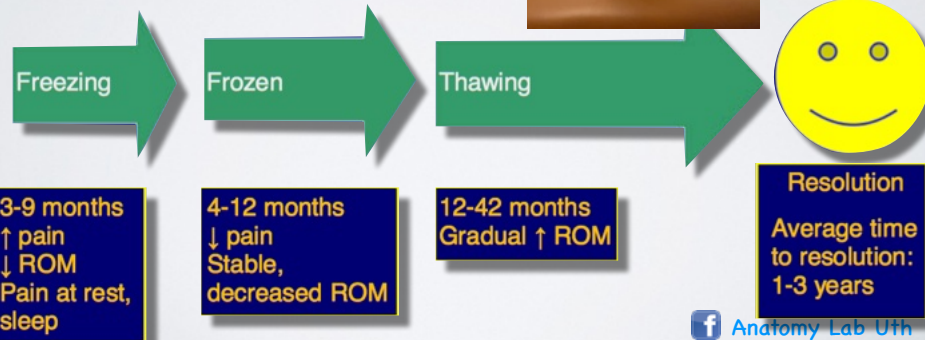 Freezing
Frozen
Thawing
3-9 months
↑ pain
↓ ROM
Pain at rest,
sleep
4-12 months
↓ pain
Stable,
decreased ROM
12-42 months
Gradual ↑ ROM
Resolution
Average time
to resolution:
1-3 years
f Anatomy Lab Uth